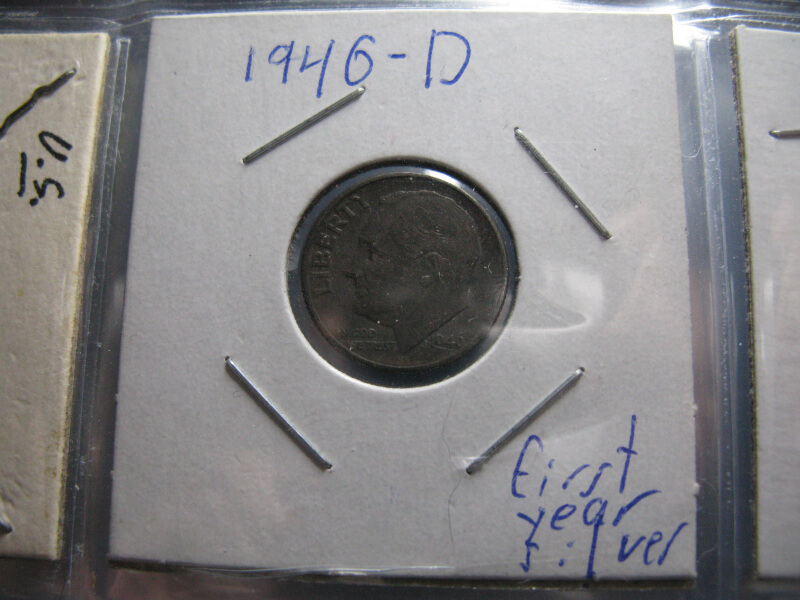 1946-D
U.S.
LIBERTY
first
year
silver